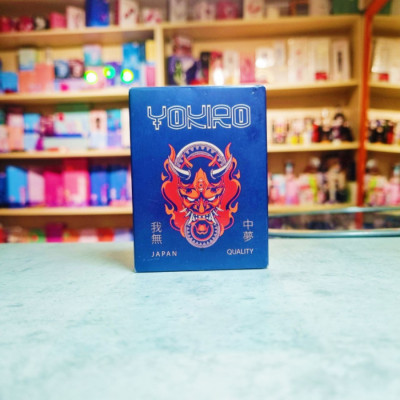 YOKIRO
我 中
無 夢
JAPAN QUALITY